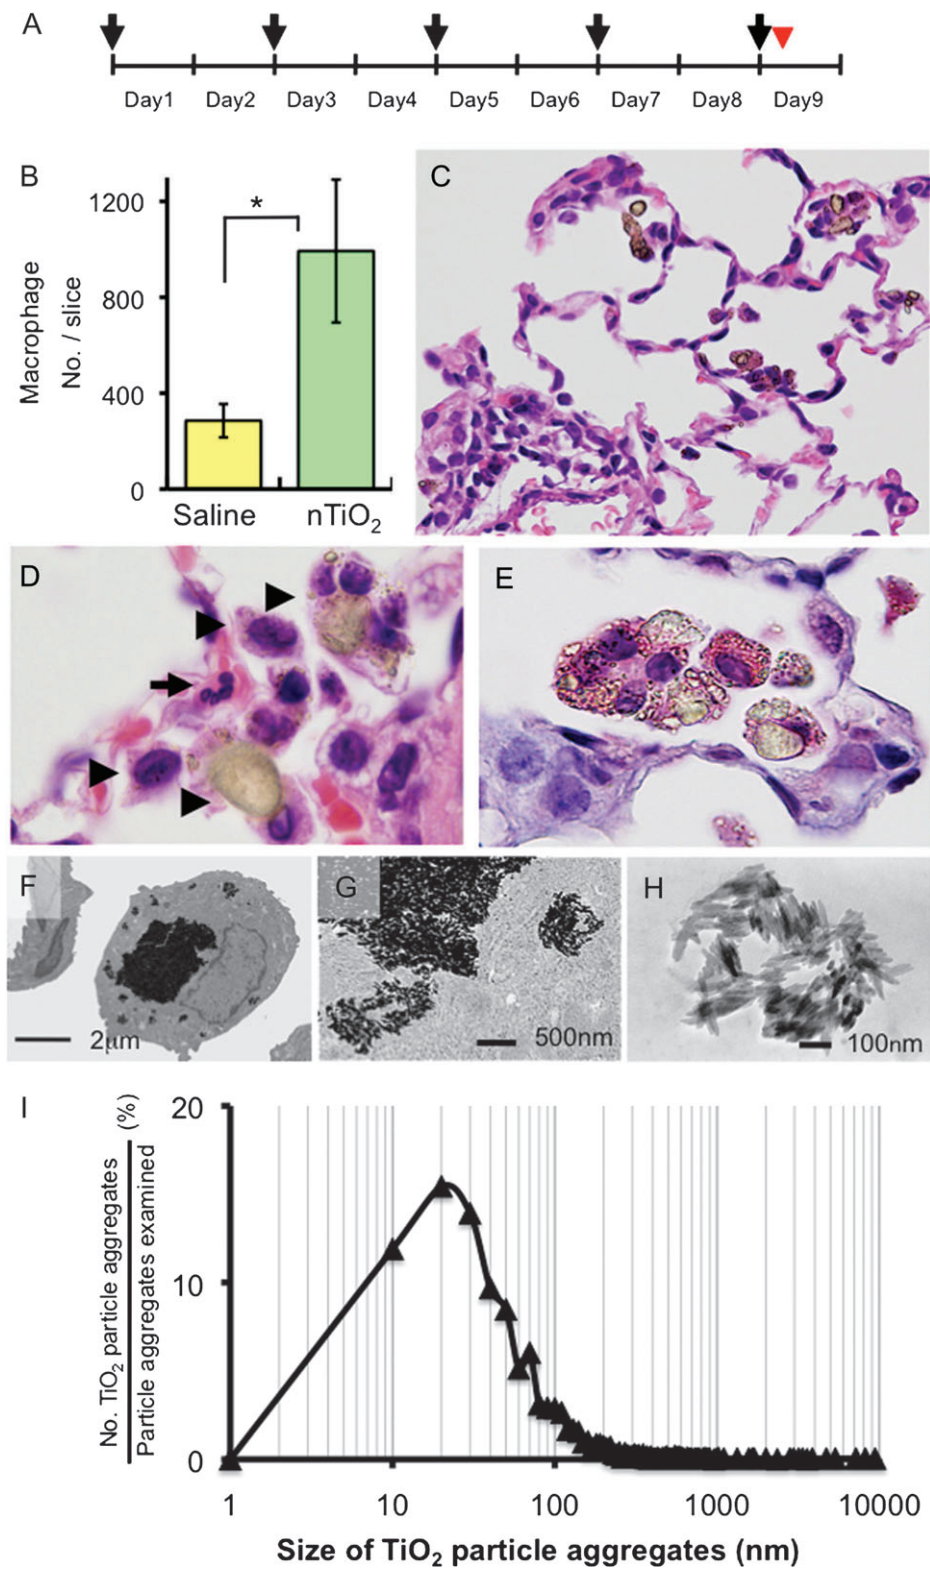 A
Day1 Day2 Day3 Day4 Day5 Day6 Day7 Day8 Day9
B
Macrophage
No. / slice
1200
800
400
0
*
Saline nTiO₂
C
D
E
F
2μm
G
500nm
H
100nm
I
No. TiO₂ particle aggregates
Particle aggregates examined
(%)
20
10
0
1 10 100 1000 10000
Size of TiO₂ particle aggregates (nm)